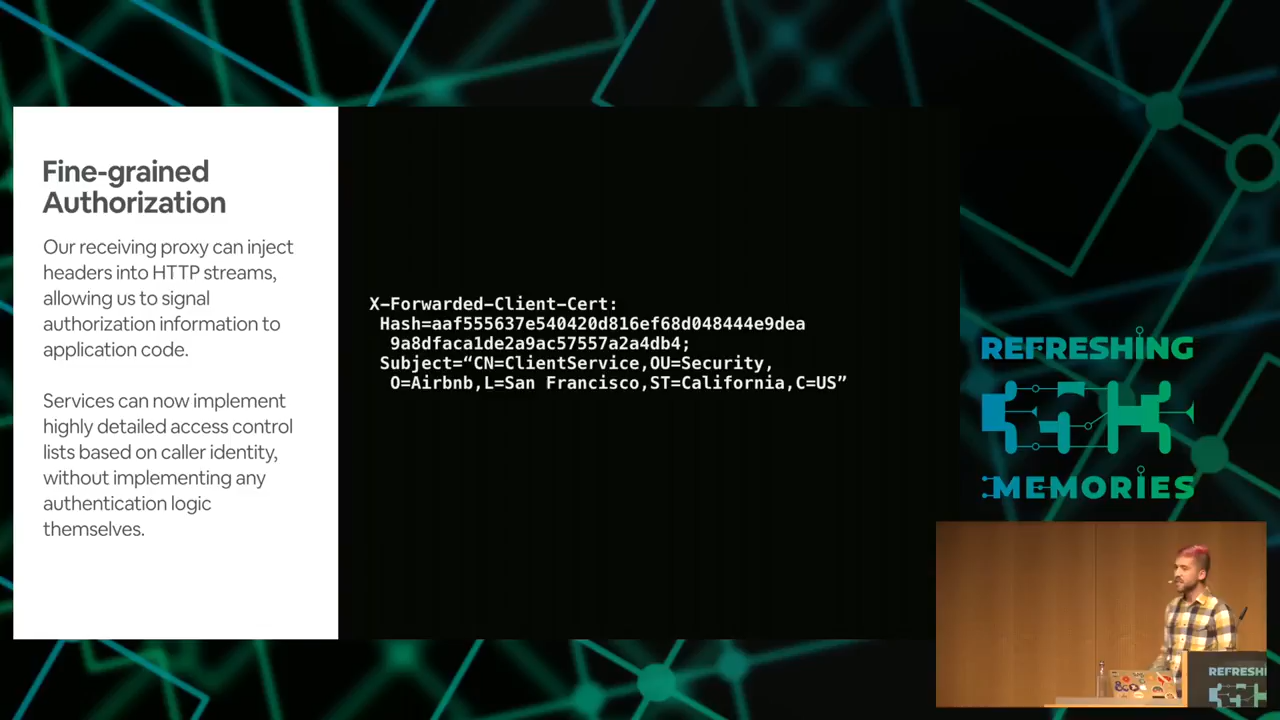 Fine-grained
Authorization
Our receiving proxy can inject
headers into HTTP streams,
allowing us to signal
authorization information to
application code.
Services can now implement
highly detailed access control
lists based on caller identity,
without implementing any
authentication logic
themselves.
X-Forwarded-Client-Cert:
Hash=aaf555637e540420d816ef68d048444e9dea
9a8dfaca1de2a9ac57557a2a4db4;
Subject=“CN=ClientService,OU=Security,
O=Airbnb,L=San Francisco,ST=California,C=US”
REFRESHING
35C3
MEMORIES
REFRESHI